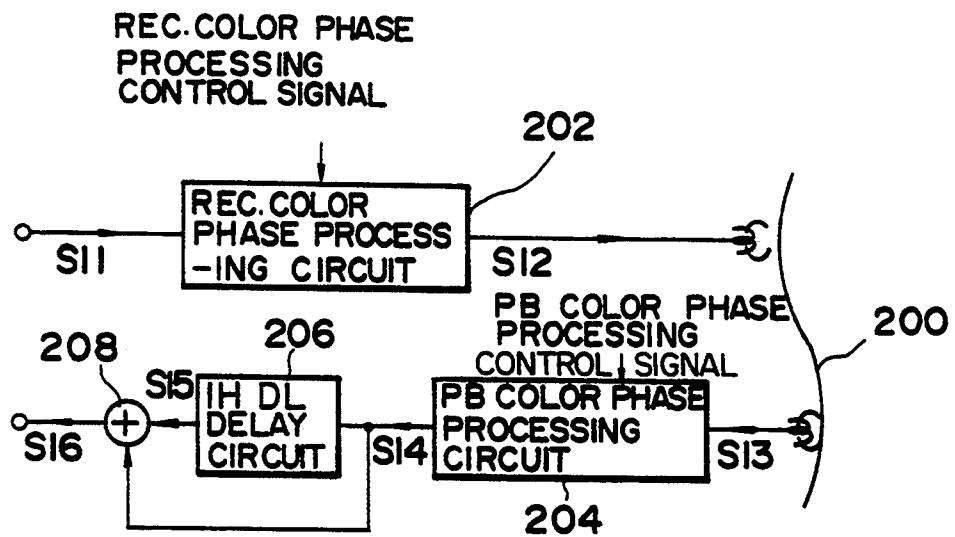 REC. COLOR PHASE
PROCESSING
CONTROL SIGNAL
202
REC. COLOR
PHASE PROCESS
-ING CIRCUIT
S11
S12
PB COLOR PHASE
PROCESSING
CONTROL SIGNAL
200
208
206
S15
1H DL
DELAY
CIRCUIT
PB COLOR PHASE
PROCESSING
CIRCUIT
S16
S14
S13
204